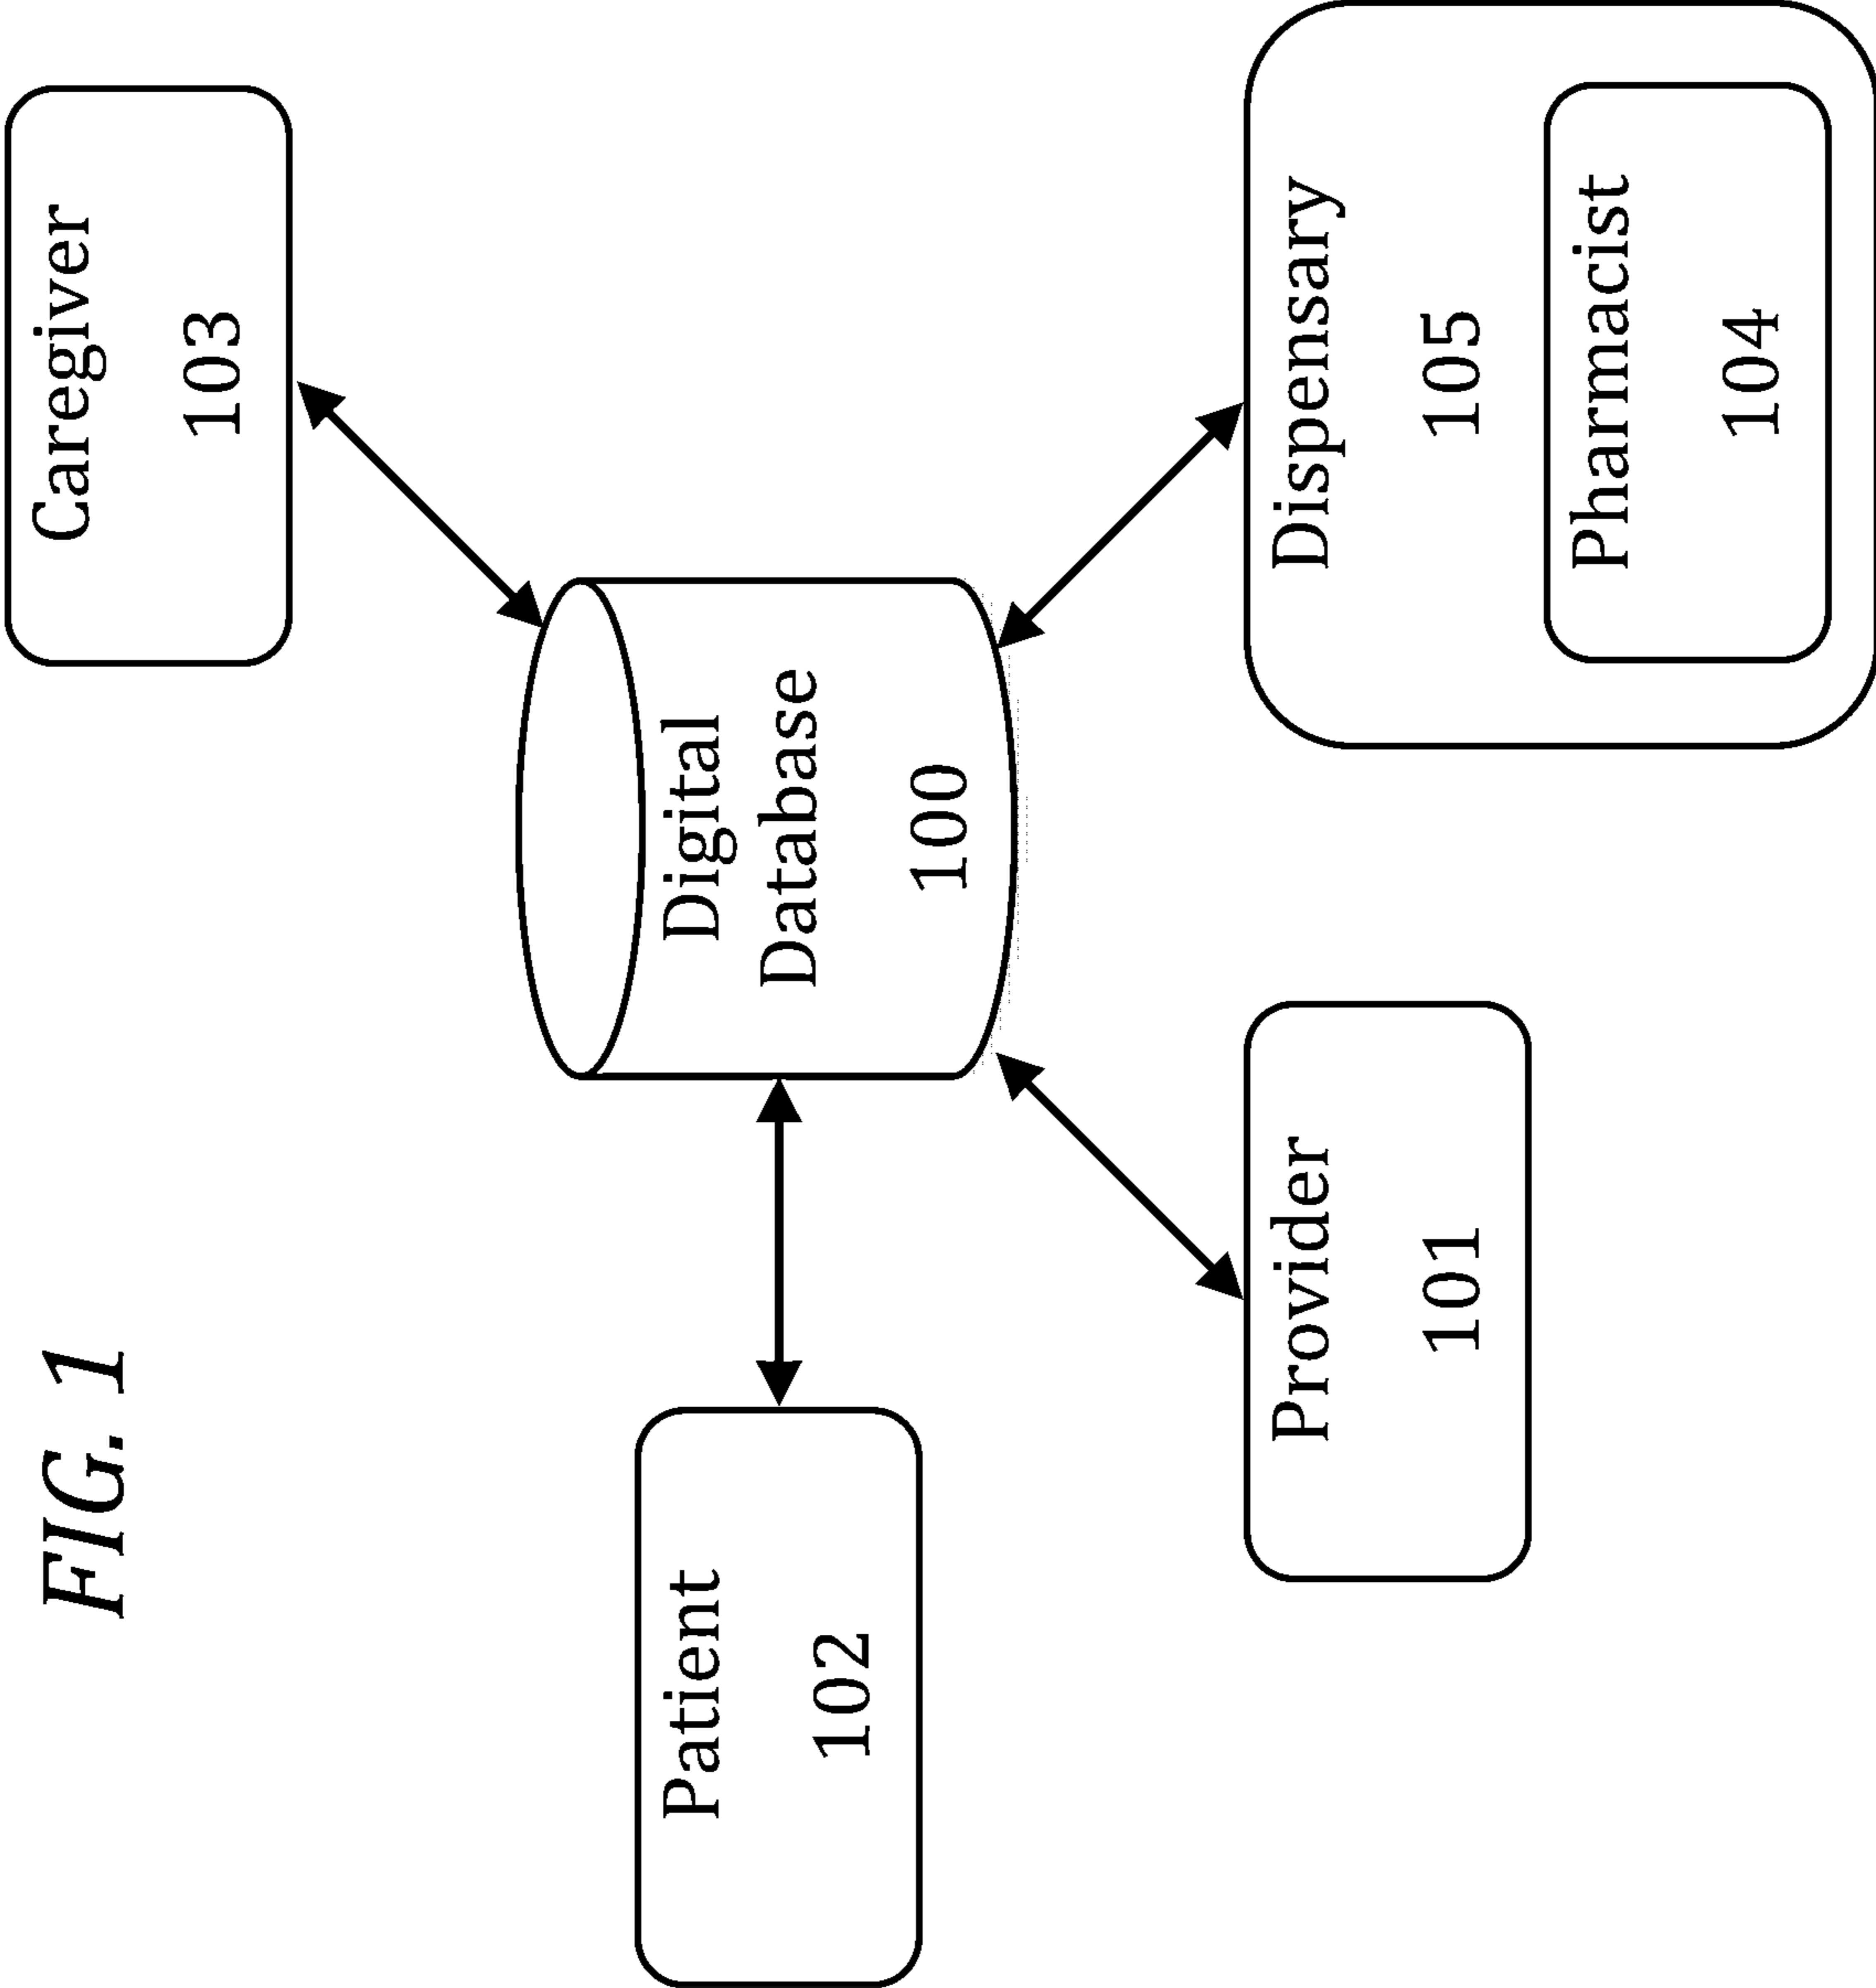 FIG. 1
Caregiver
103
Digital
Database
100
Patient
102
Provider
101
Dispensary
105
Pharmacist
104